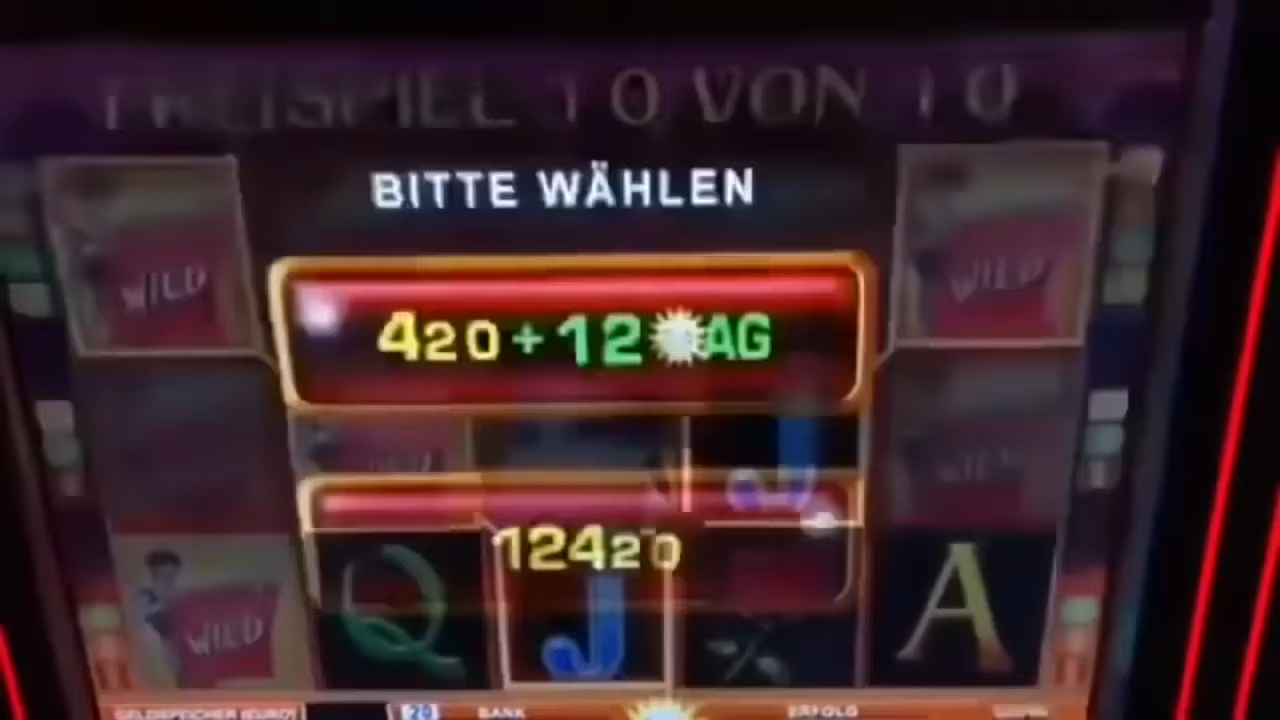 FREISPIEL 10 VON 10
BITTE WÄHLEN
WILD
WILD
420 + 12 AG
J
12420
Q
J
A
WILD
GELDSPEICHER (EURO)
20
BANK
ERFOLG